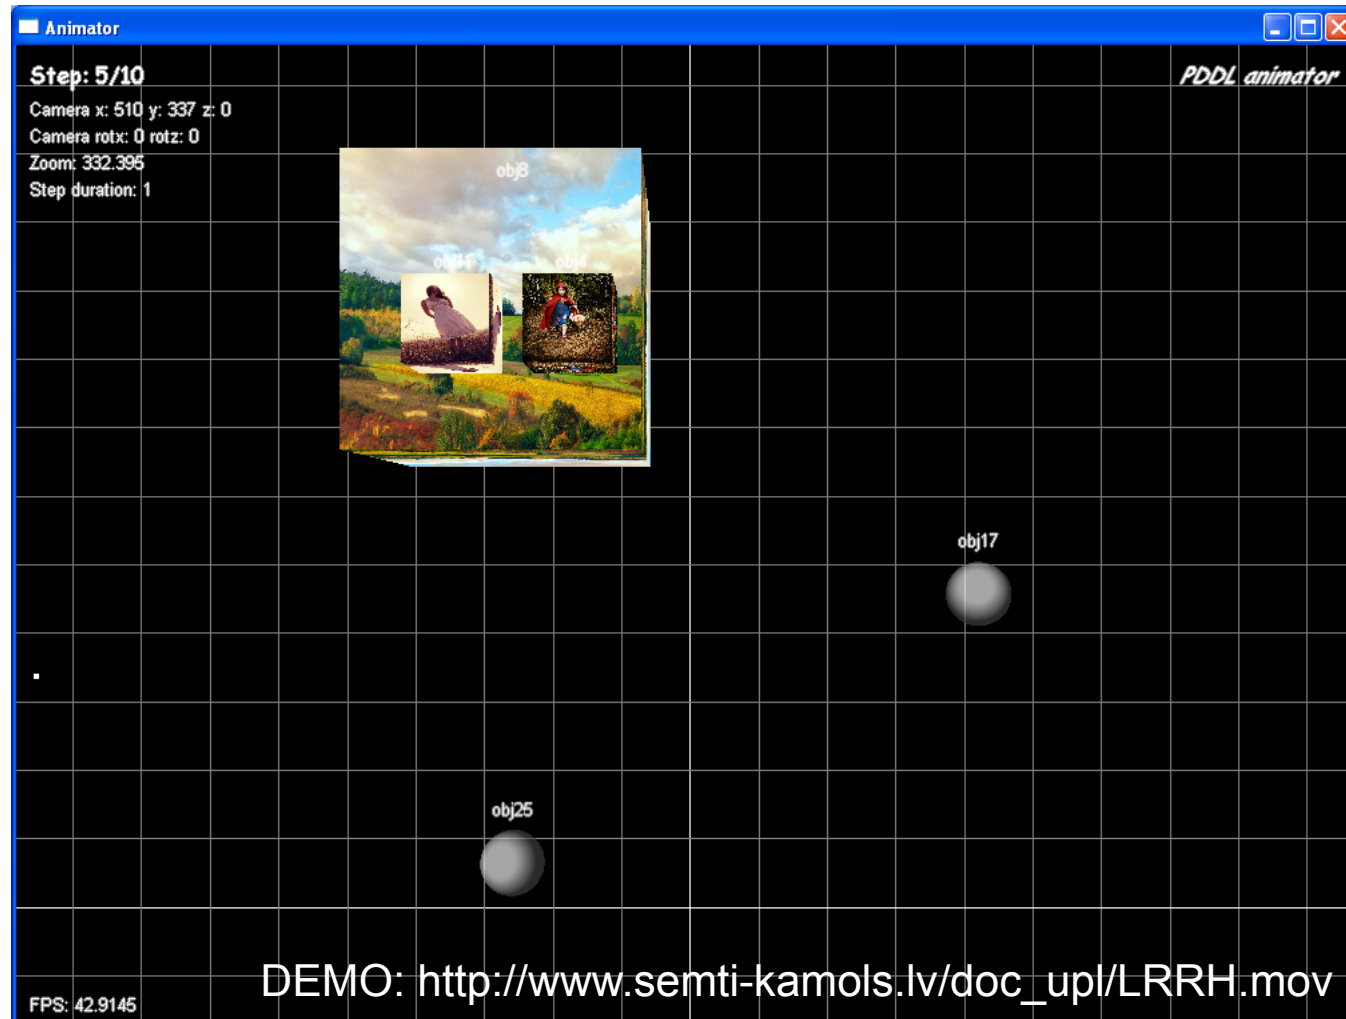 Animator
Step: 5/10
PDDL animator
Camera x: 510 y: 337 z: 0
Camera rotx: 0 rotz: 0
Zoom: 332.395
Step duration: 1
obj8
obj4
obj17
obj25
DEMO: http://www.semti-kamols.lv/doc_upl/LRRH.mov
FPS: 42.9145